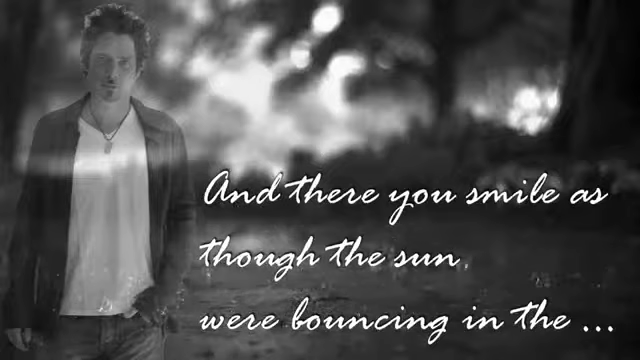 And there you smile as
though the sun
were bouncing in the ...